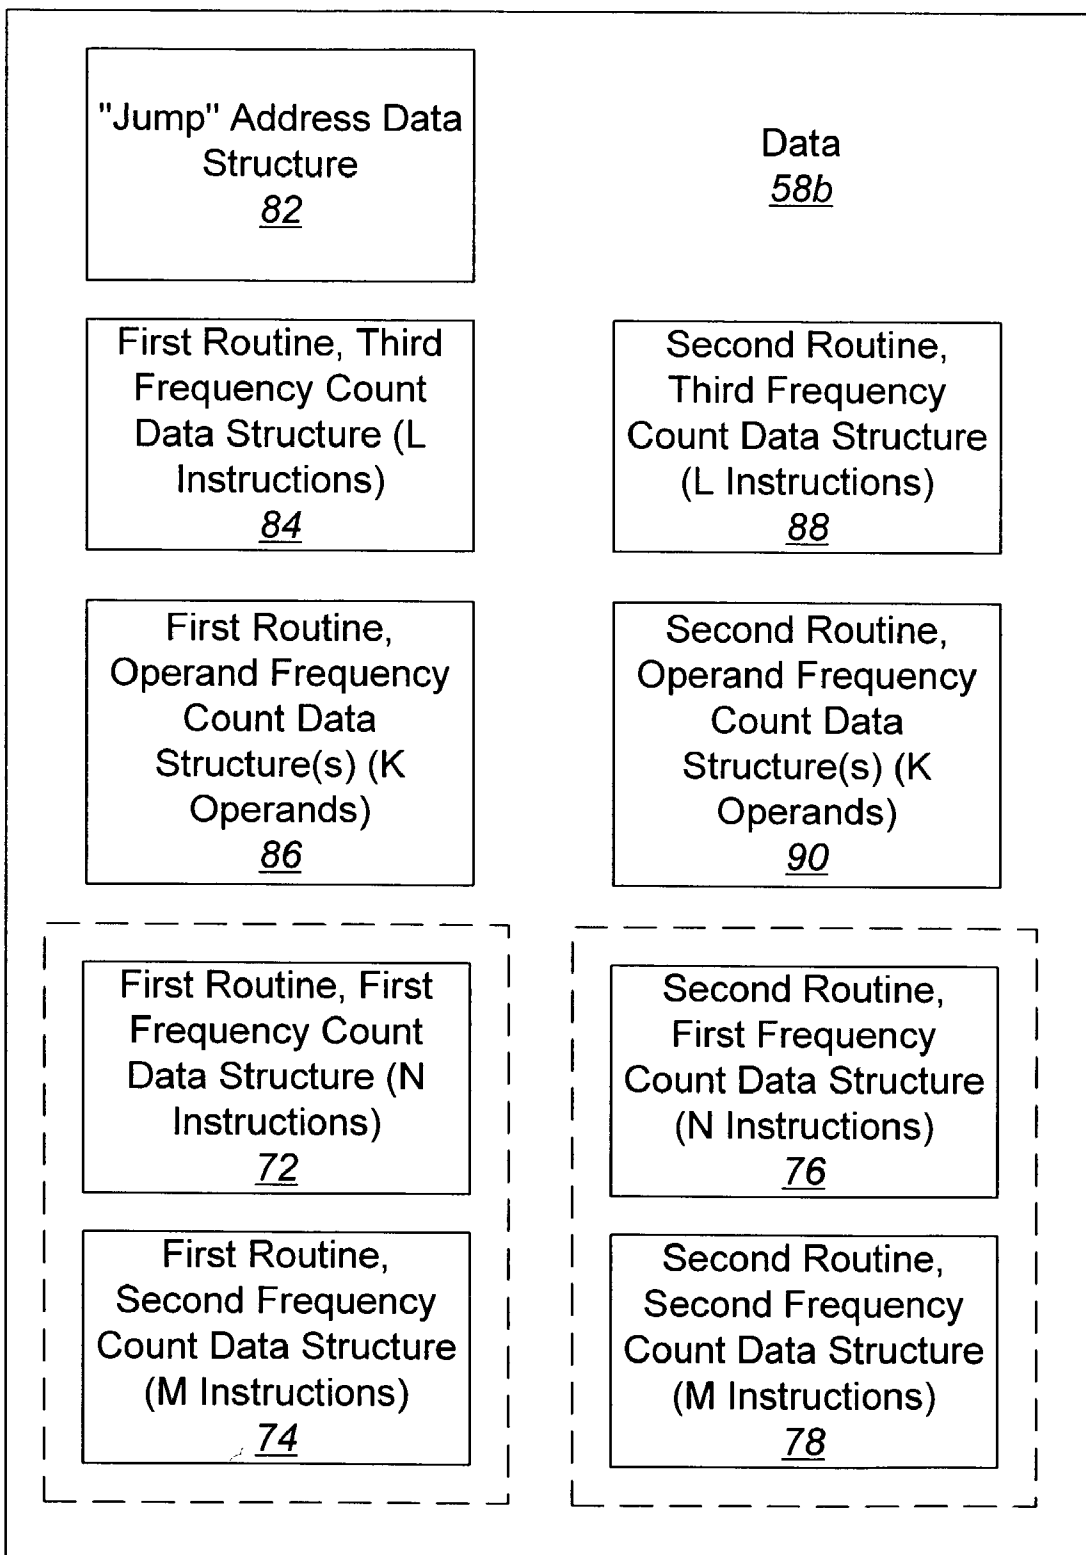 "Jump" Address Data
Structure
82
Data
58b
First Routine, Third
Frequency Count
Data Structure (L
Instructions)
84
Second Routine,
Third Frequency
Count Data Structure
(L Instructions)
88
First Routine,
Operand Frequency
Count Data
Structure(s) (K
Operands)
86
Second Routine,
Operand Frequency
Count Data
Structure(s) (K
Operands)
90
First Routine, First
Frequency Count
Data Structure (N
Instructions)
72
Second Routine,
First Frequency
Count Data Structure
(N Instructions)
76
First Routine,
Second Frequency
Count Data Structure
(M Instructions)
74
Second Routine,
Second Frequency
Count Data Structure
(M Instructions)
78